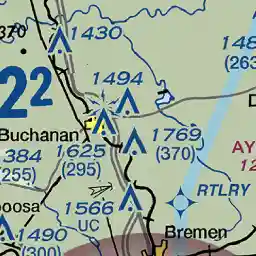 370
1430
148
(263
22
1494
D
Buchanan
1769
(370)
384
(255)
1625
(295)
AY
12
RTLRY
1566
UC
oosa
1490
(300)
Bremen